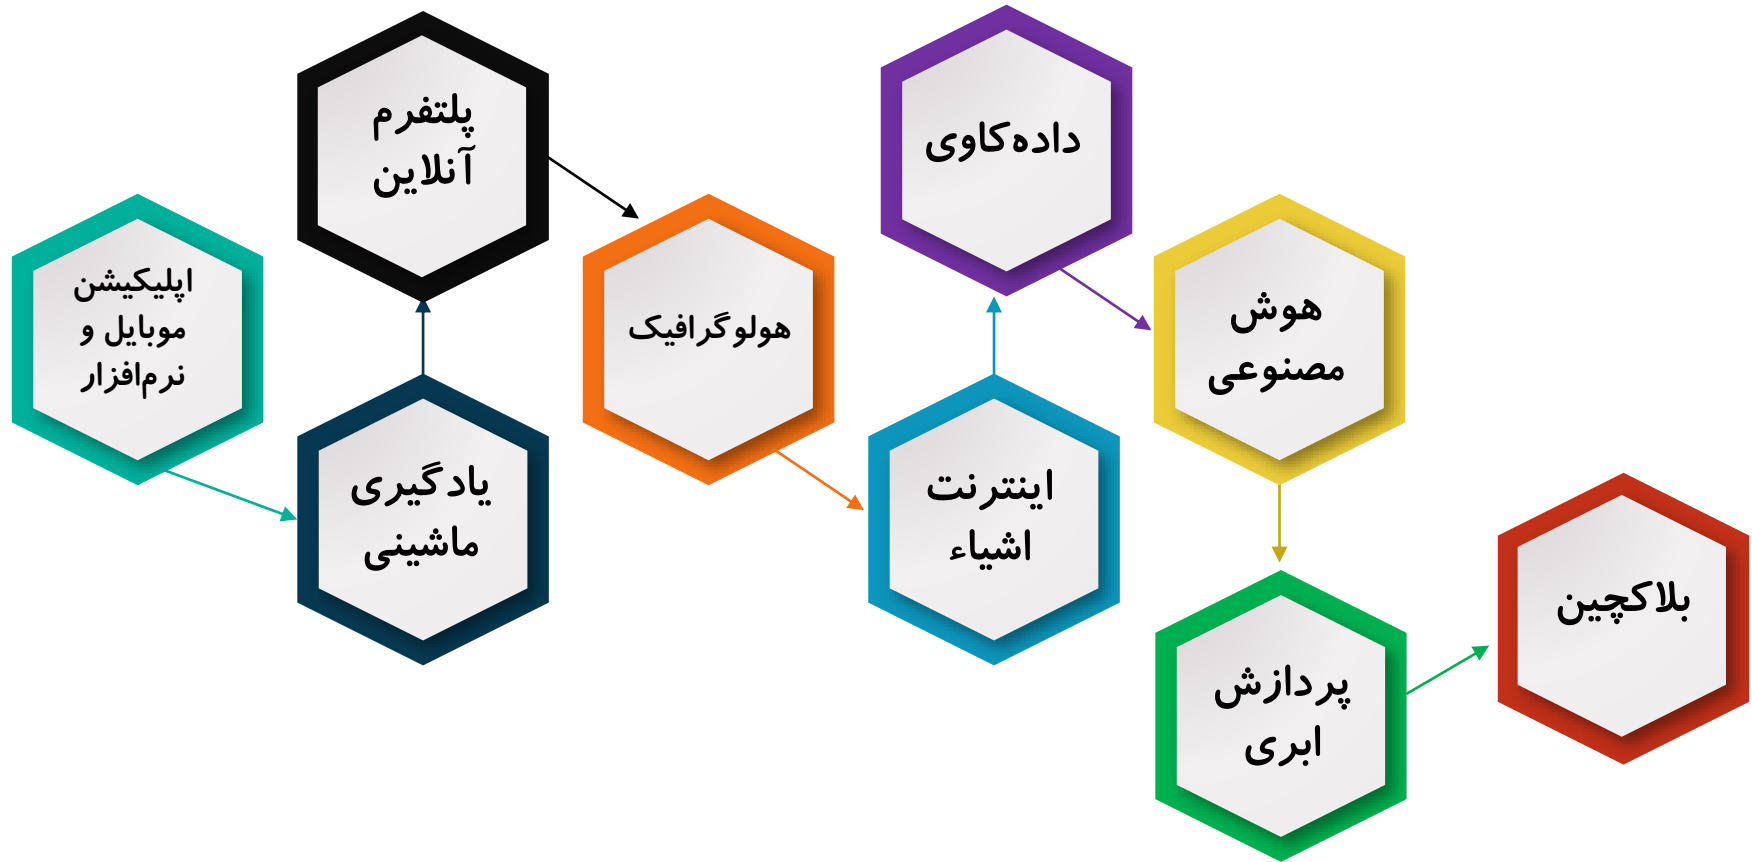 اپلیکیشن
موبایل و
نرم‌افزار
یادگیری
ماشینی
پلتفرم
آنلاین
هولوگرافیک
اینترنت
اشیاء
داده‌کاوی
هوش
مصنوعی
پردازش
ابری
بلاکچین